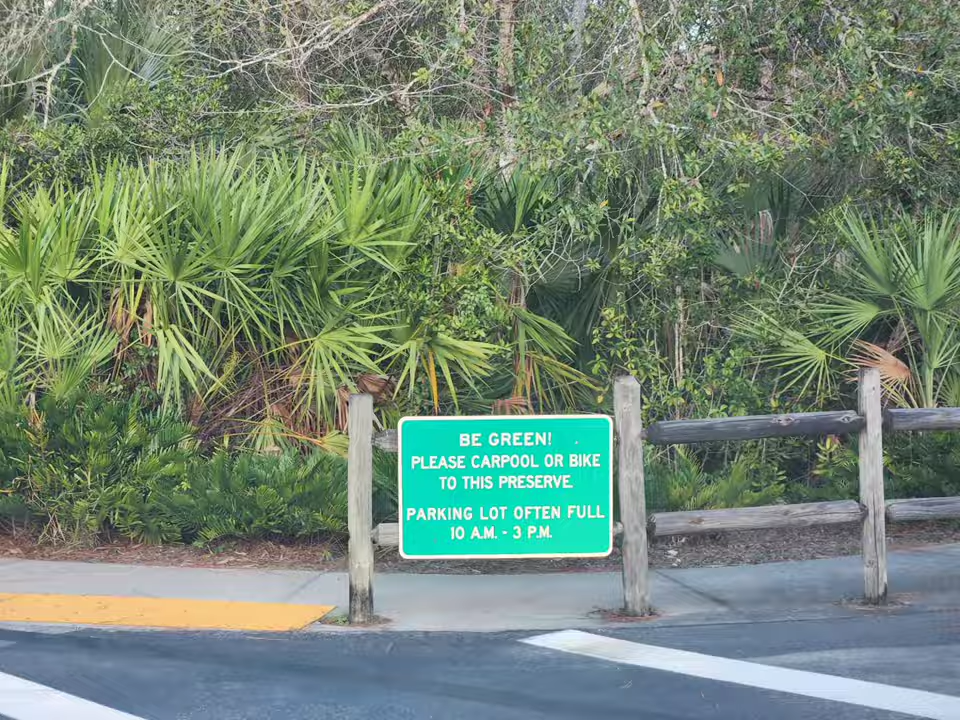 BE GREEN!
PLEASE CARPOOL OR BIKE
TO THIS PRESERVE.
PARKING LOT OFTEN FULL
10 A.M. - 3 P.M.